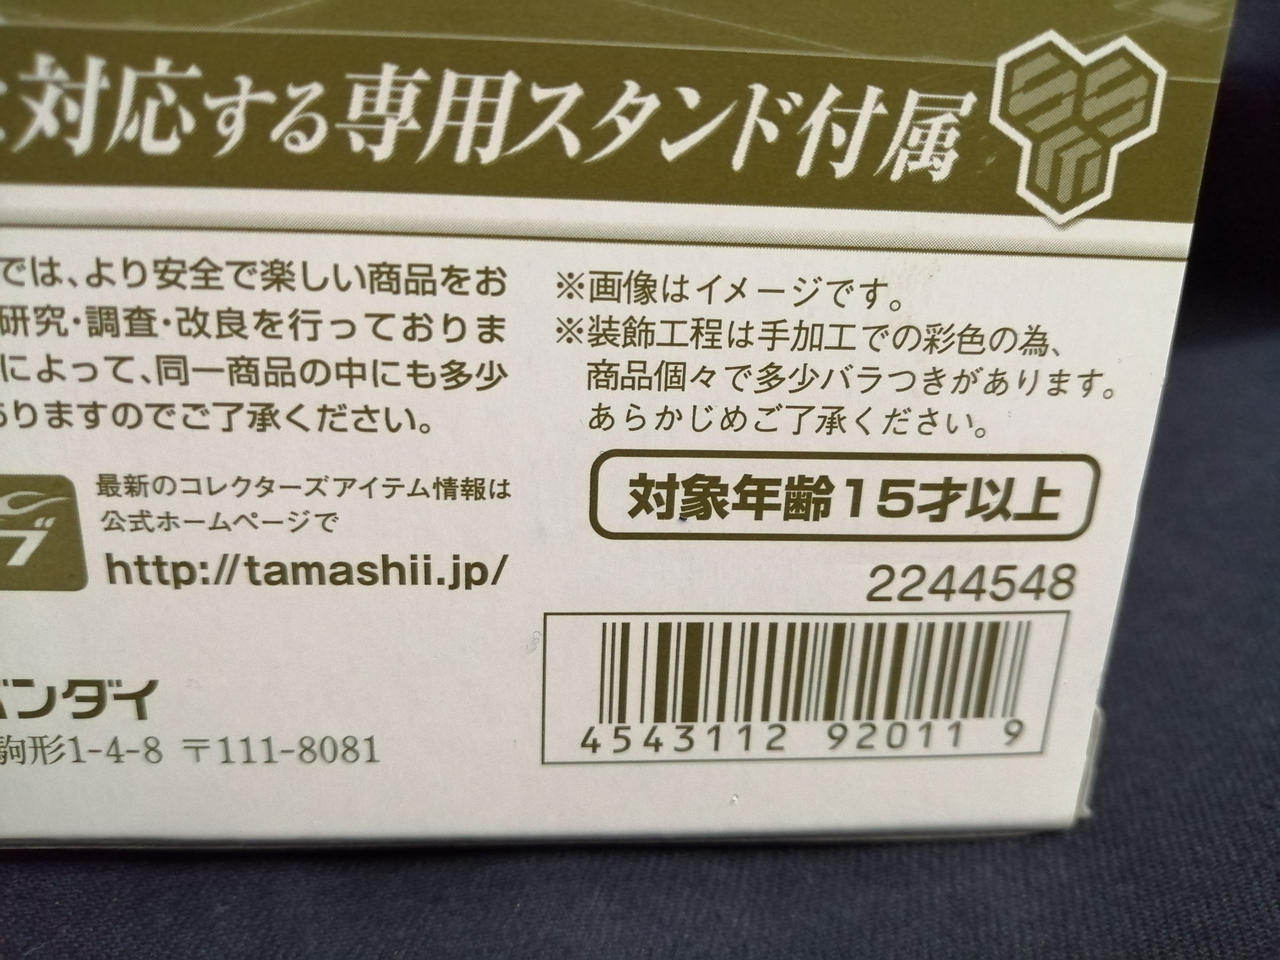 に対応する専用スタンド付属
では、より安全で楽しい商品をお
研究・調査・改良を行っておりま
によって、同一商品の中にも多少
ありますのでご了承ください。
※画像はイメージです。
※装飾工程は手加工での彩色の為、
商品個々で多少バラつきがあります。
あらかじめご了承ください。
最新のコレクターズアイテム情報は
公式ホームページで
http://tamashii.jp/
対象年齢15才以上
2244548
4543112 92011 9
バンダイ
駒形1-4-8 〒111-8081